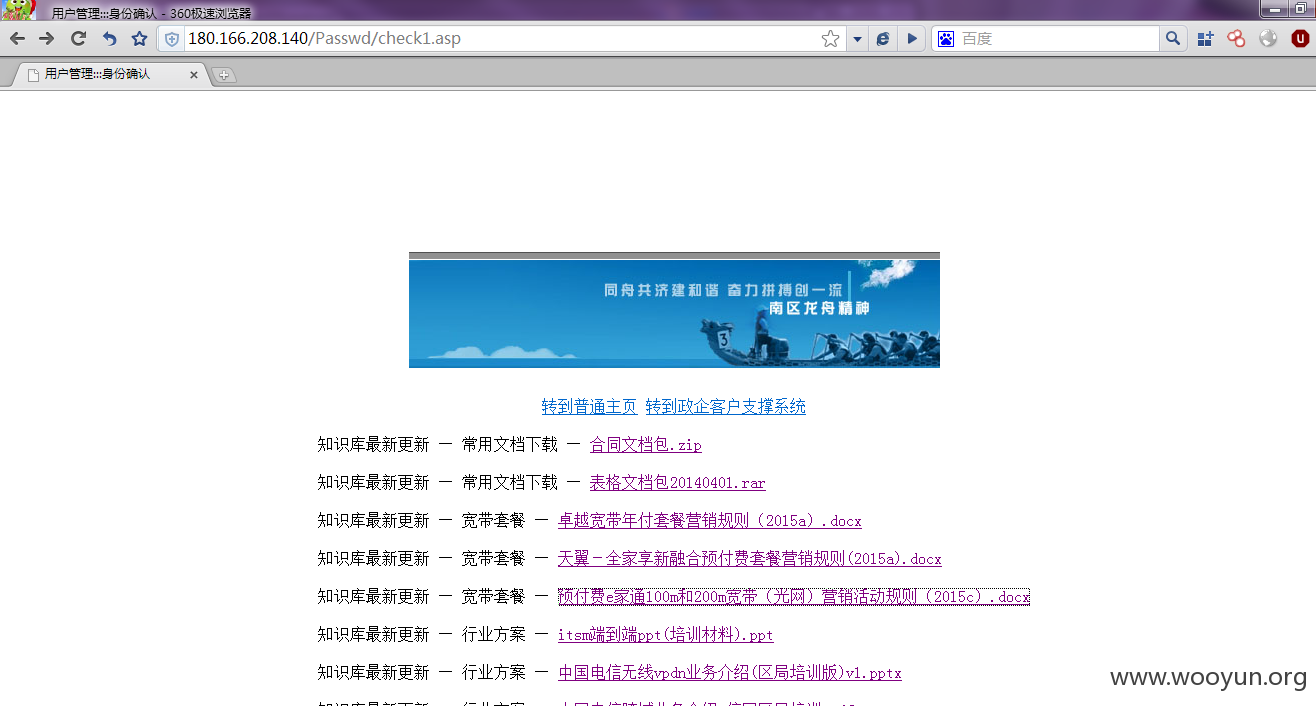 用户管理:::身份确认 - 360极速浏览器
180.166.208.140/Passwd/check1.asp
百度
用户管理:::身份确认
同舟共济建和谐 奋力拼搏创一流
南区龙舟精神
3
转到普通主页 转到政企客户支撑系统
知识库最新更新 － 常用文档下载 － 合同文档包.zip
知识库最新更新 － 常用文档下载 － 表格文档包20140401.rar
知识库最新更新 － 宽带套餐 － 卓越宽带年付套餐营销规则（2015a）.docx
知识库最新更新 － 宽带套餐 － 天翼－全家享新融合预付费套餐营销规则(2015a).docx
知识库最新更新 － 宽带套餐 － 预付费e家通100m和200m宽带（光网）营销活动规则（2015c）.docx
知识库最新更新 － 行业方案 － itsm端到端ppt(培训材料).ppt
知识库最新更新 － 行业方案 － 中国电信无线vpdn业务介绍(区局培训版)v1.pptx
www.wooyun.org